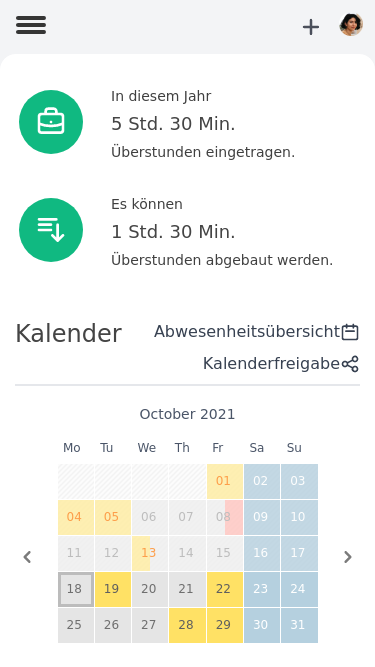 In diesem Jahr
5 Std. 30 Min.
Überstunden eingetragen.
Es können
1 Std. 30 Min.
Überstunden abgebaut werden.
Kalender
Abwesenheitsübersicht
Kalenderfreigabe
October 2021
Mo Tu We Th Fr Sa Su
01 02 03
04 05 06 07 08 09 10
11 12 13 14 15 16 17
18 19 20 21 22 23 24
25 26 27 28 29 30 31